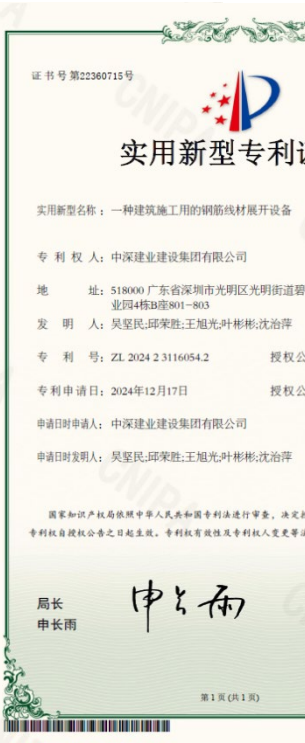 证书号第22360715号
实用新型专利
实用新型名称：一种建筑施工用的钢筋线材展开设备
专利权人：中深建业建设集团有限公司
地址：518000 广东省深圳市光明区光明街道碧
业园4栋B座801-803
发明人：吴坚民;邱荣胜;王旭光;叶彬彬;沈治萍
专利号：ZL 2024 2 3116054.2 授权公
专利申请日：2024年12月17日 授权公
申请日时申请人：中深建业建设集团有限公司
申请日时发明人：吴坚民;邱荣胜;王旭光;叶彬彬;沈治萍
国家知识产权局依照中华人民共和国专利法进行审查，决定
专利权自授权公告之日起生效。专利权有效性及专利权人变更等
局长
申长雨
申长雨
第1页(共1页)